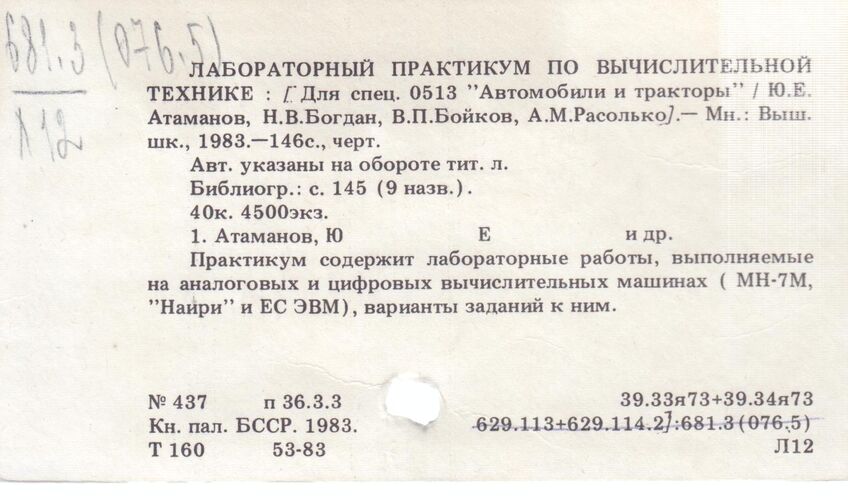 681.3(076.5)
Л12
ЛАБОРАТОРНЫЙ ПРАКТИКУМ ПО ВЫЧИСЛИТЕЛЬНОЙ
ТЕХНИКЕ : [ Для спец. 0513 "Автомобили и тракторы" / Ю.Е.
Атаманов, Н.В.Богдан, В.П.Бойков, А.М.Расолько].— Мн.: Выш.
шк., 1983.—146с., черт.
Авт. указаны на обороте тит. л.
Библиогр.: с. 145 (9 назв.).
40к. 4500экз.
1. Атаманов, Ю Е и др.
Практикум содержит лабораторные работы, выполняемые
на аналоговых и цифровых вычислительных машинах ( МН-7М,
"Наири" и ЕС ЭВМ), варианты заданий к ним.
№ 437 п 36.3.3 39.33я73+39.34я73
Кн. пал. БССР. 1983. 629.113+629.114.2]:681.3(076.5)
Т 160 53-83 Л12